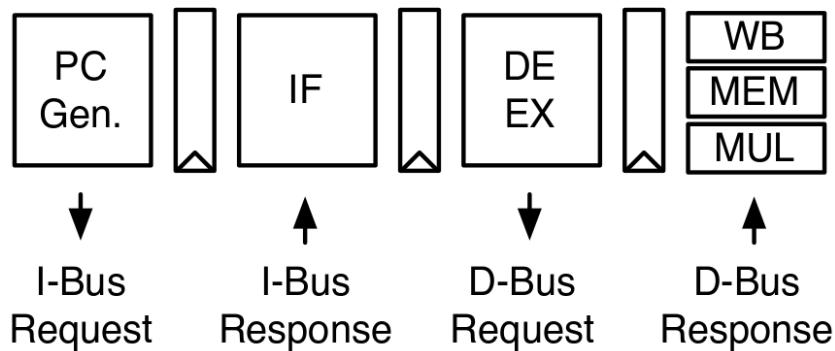 PC
Gen.
IF
DE
EX
WB
MEM
MUL
I-Bus
Request
I-Bus
Response
D-Bus
Request
D-Bus
Response